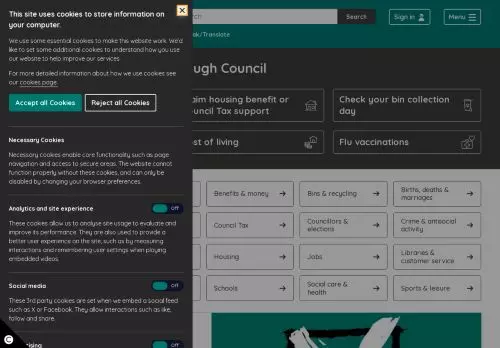 This site uses cookies to store information on
your computer.
We use some essential cookies to make this website work. We'd
like to set some additional cookies to understand how you use
our website to help improve our services
For more detailed information about how we use cookies see
our cookies page.
Accept all Cookies
Reject all Cookies
Necessary Cookies
Necessary cookies enable core functionality such as page
navigation and access to secure areas. The website cannot
function properly without these cookies, and can only be
disabled by changing your browser preferences.
Analytics and site experience
Off
These cookies allow us to analyse site usage to evaluate and
improve its performance. They are also used to provide a
better user experience on the site, such as by measuring
interactions and remembering user settings when playing
embedded videos.
Social media
Off
These 3rd party cookies are set when we embed a social feed
such as X or Facebook. They allow interactions such as like,
follow and share.
ising
Off
rch
Search
Sign in
Menu
ak/Translate
ugh Council
aim housing benefit or
uncil Tax support
Check your bin collection
day
st of living
Flu vaccinations
Benefits & money
Bins & recycling
Births, deaths &
marriages
Council Tax
Councillors &
elections
Crime & antisocial
activity
Housing
Jobs
Libraries &
customer service
Schools
Social care &
health
Sports & leisure